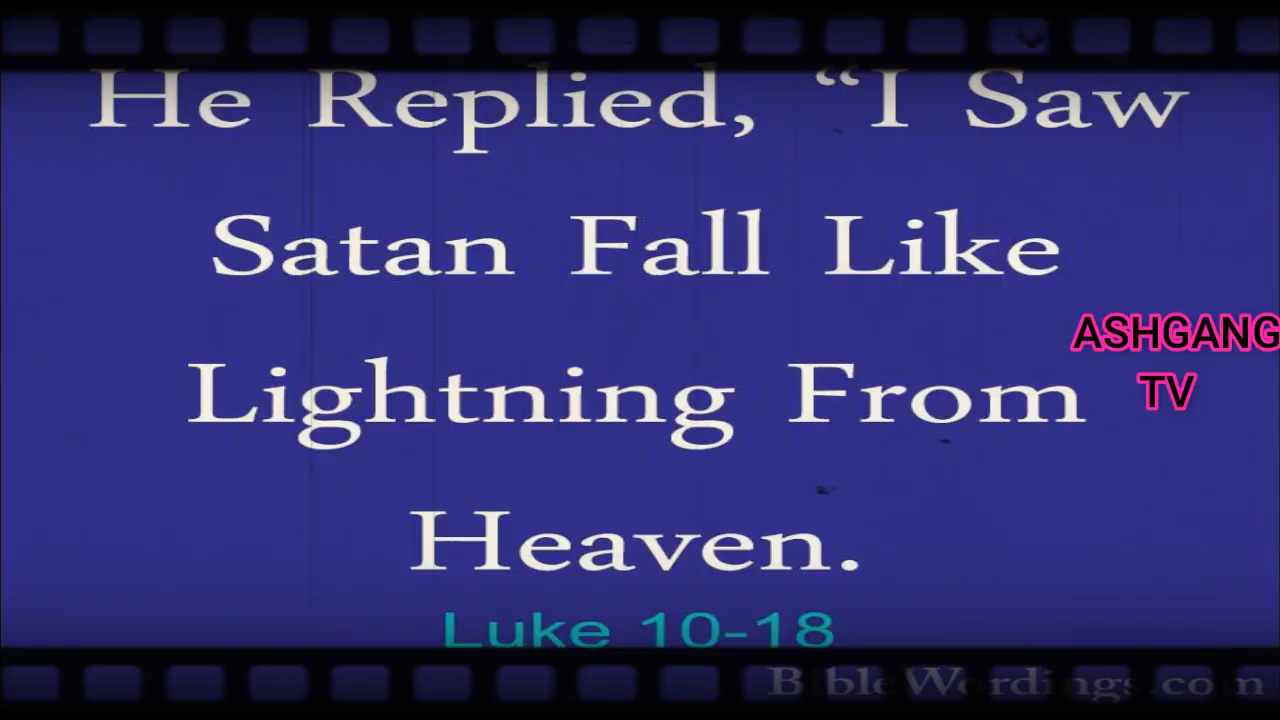 He Replied, “I Saw
Satan Fall Like
Lightning From
Heaven.
Luke 10-18
ASHGANG
TV
BibleWordings.com